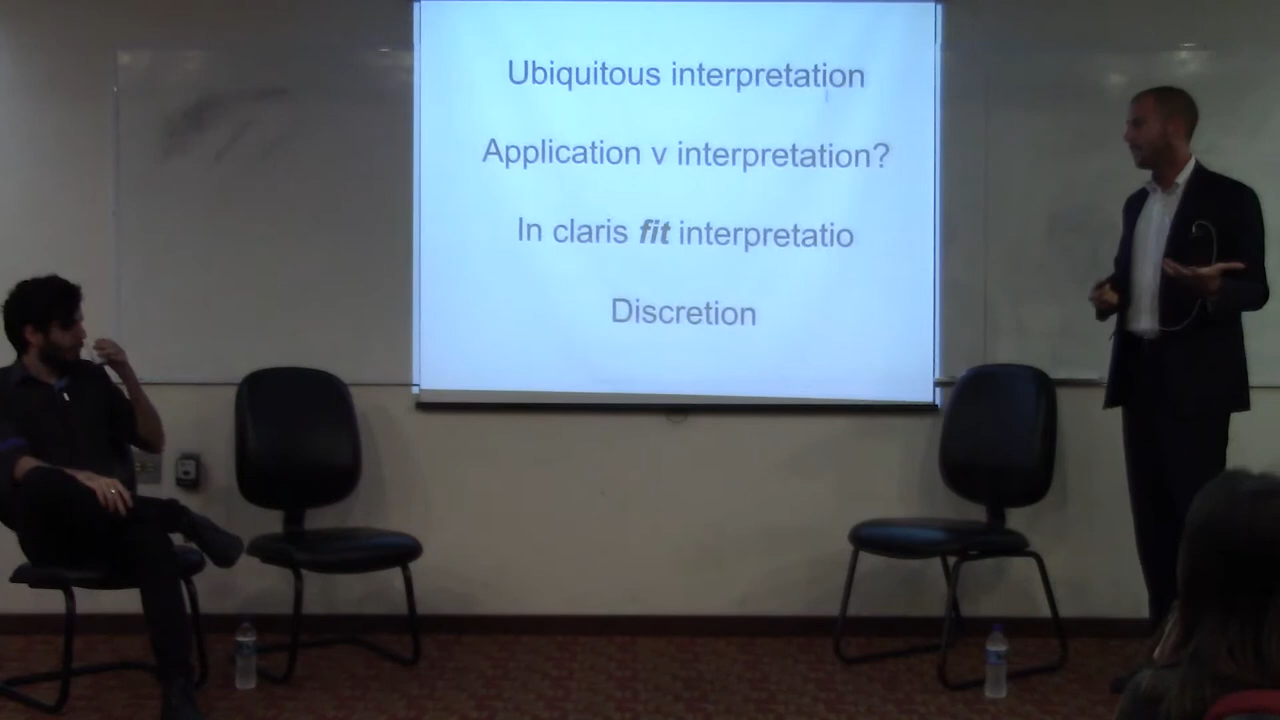 Ubiquitous interpretation
Application v interpretation?
In claris fit interpretatio
Discretion